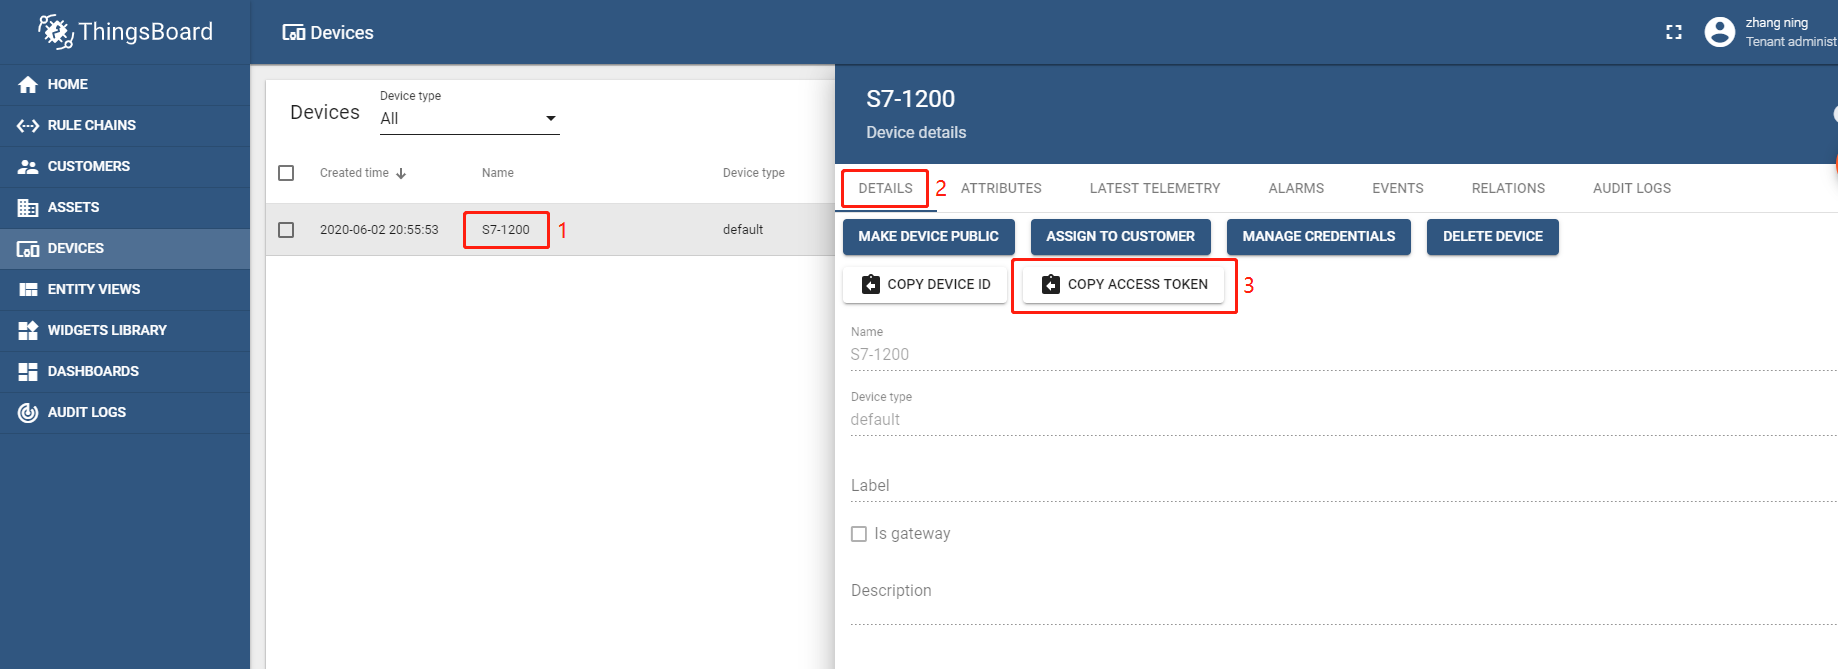 ThingsBoard
Devices
zhang ning
Tenant administ
HOME
RULE CHAINS
CUSTOMERS
ASSETS
DEVICES
ENTITY VIEWS
WIDGETS LIBRARY
DASHBOARDS
AUDIT LOGS
Devices
Device type
All
Created time
Name
Device type
2020-06-02 20:55:53
S7-1200
1
default
S7-1200
Device details
DETAILS
2
ATTRIBUTES
LATEST TELEMETRY
ALARMS
EVENTS
RELATIONS
AUDIT LOGS
MAKE DEVICE PUBLIC
ASSIGN TO CUSTOMER
MANAGE CREDENTIALS
DELETE DEVICE
COPY DEVICE ID
COPY ACCESS TOKEN
3
Name
S7-1200
Device type
default
Label
Is gateway
Description